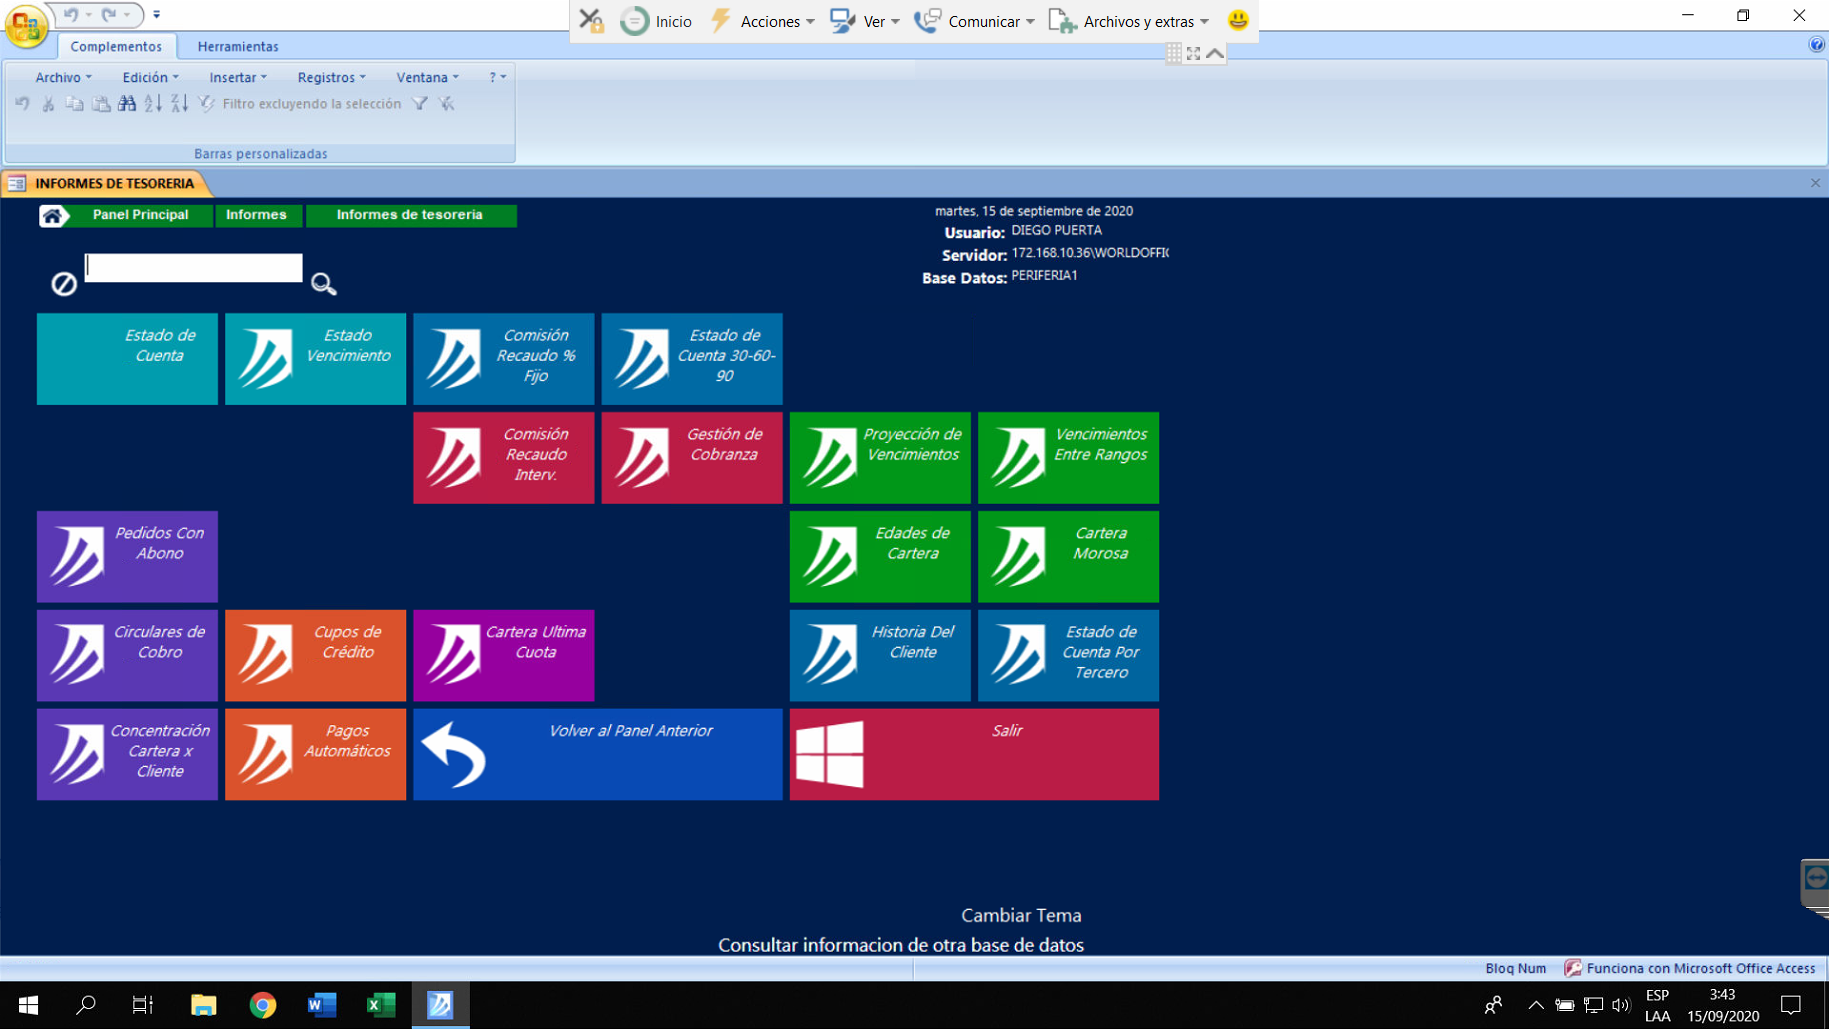 Inicio
Acciones
Ver
Comunicar
Archivos y extras
Complementos
Herramientas
Archivo
Edición
Insertar
Registros
Ventana
?
Filtro excluyendo la selección
Barras personalizadas
INFORMES DE TESORERIA
Panel Principal
Informes
Informes de tesoreria
martes, 15 de septiembre de 2020
Usuario: DIEGO PUERTA
Servidor: 172.168.10.36\WORLDOFFIC
Base Datos: PERIFERIA1
Estado de
Cuenta
Estado
Vencimiento
Comisión
Recaudo %
Fijo
Estado de
Cuenta 30-60-
90
Comisión
Recaudo
Interv.
Gestión de
Cobranza
Proyección de
Vencimientos
Vencimientos
Entre Rangos
Pedidos Con
Abono
Edades de
Cartera
Cartera
Morosa
Circulares de
Cobro
Cupos de
Crédito
Cartera Ultima
Cuota
Historia Del
Cliente
Estado de
Cuenta Por
Tercero
Concentración
Cartera x
Cliente
Pagos
Automáticos
Volver al Panel Anterior
Salir
Cambiar Tema
Consultar informacion de otra base de datos
Bloq Num
Funciona con Microsoft Office Access
ESP
LAA
3:43
15/09/2020